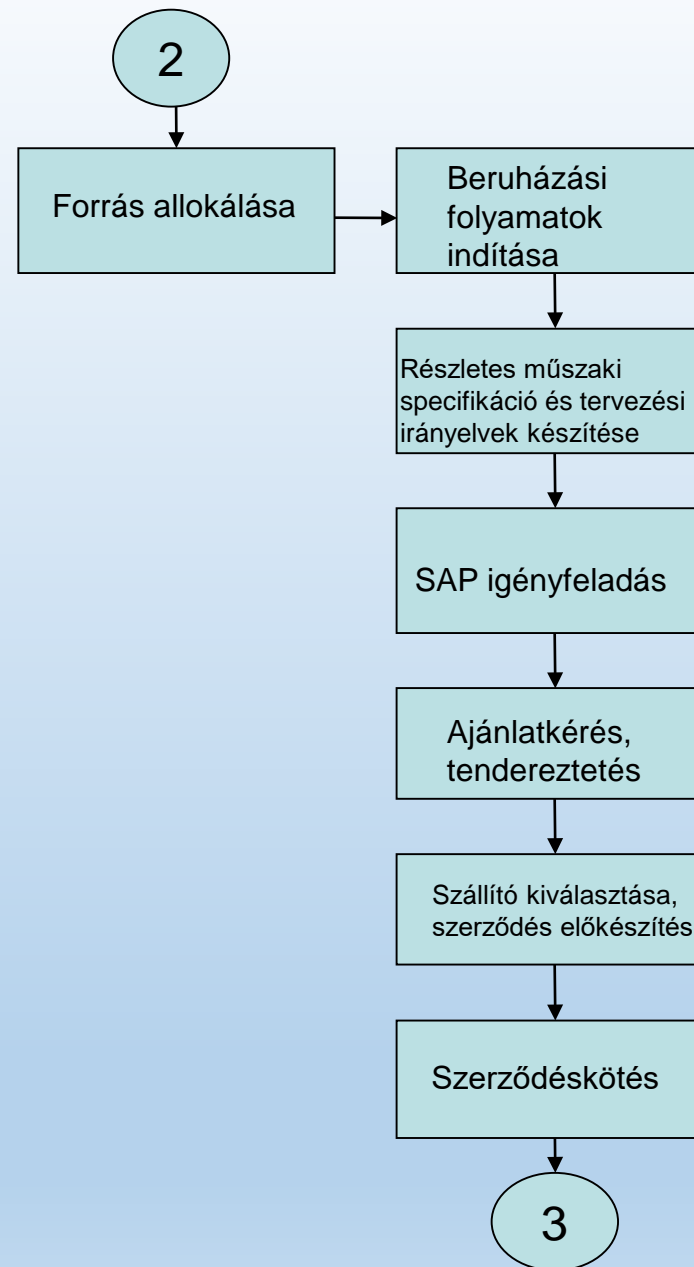 2
Forrás allokálása
Beruházási
folyamatok
indítása
Részletes műszaki
specifikáció és tervezési
irányelvek készítése
SAP igényfeladás
Ajánlatkérés,
tendereztetés
Szállító kiválasztása,
szerződés előkészítés
Szerződéskötés
3